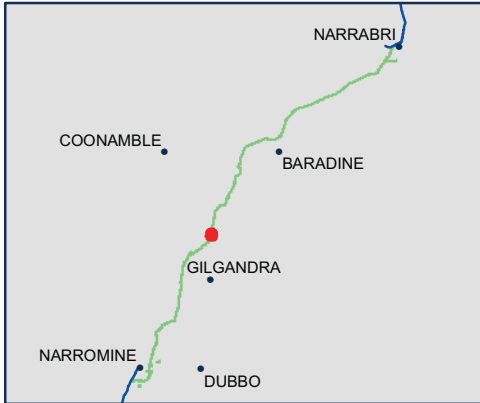 NARRABRI
COONAMBLE
BARADINE
GILGANDRA
NARROMINE
DUBBO